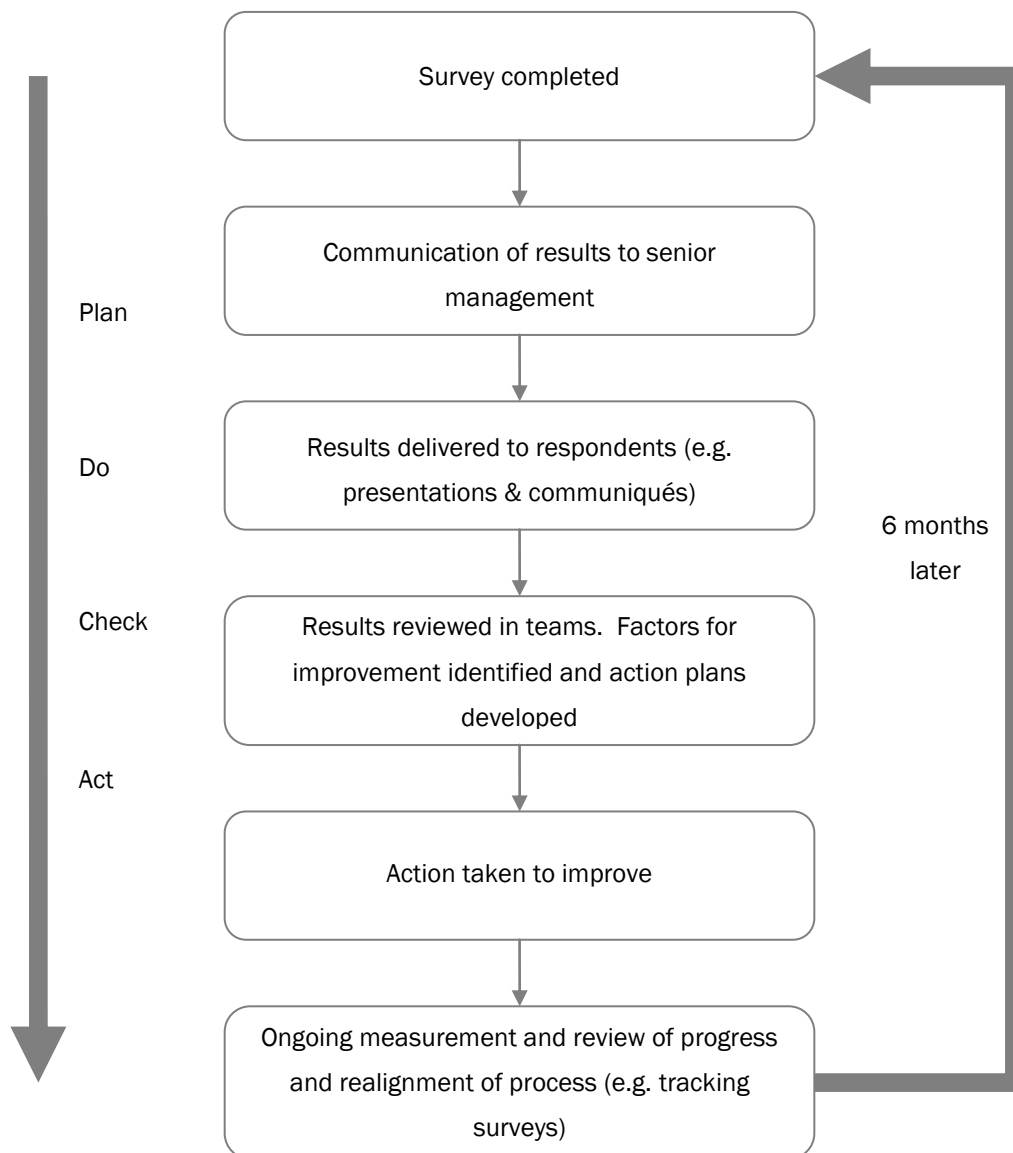 Survey completed
Communication of results to senior
management
Plan
Results delivered to respondents (e.g.
presentations & communiqués)
Do
6 months
later
Check
Results reviewed in teams.  Factors for
improvement identified and action plans
developed
Act
Action taken to improve
Ongoing measurement and review of progress
and realignment of process (e.g. tracking
surveys)